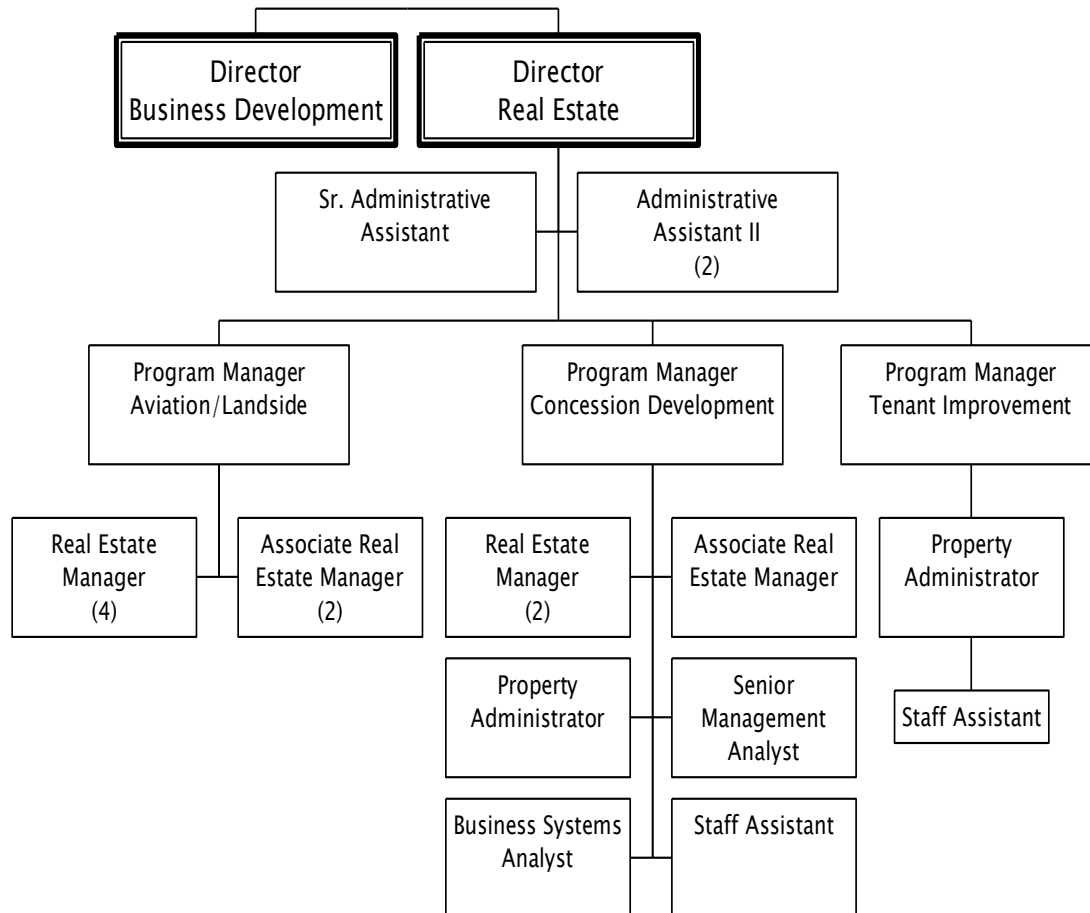 Director
Business Development
Director
Real Estate
Sr. Administrative
Assistant
Administrative
Assistant II
(2)
Program Manager
Aviation/Landside
Program Manager
Concession Development
Program Manager
Tenant Improvement
Real Estate
Manager
(4)
Associate Real
Estate Manager
(2)
Real Estate
Manager
(2)
Associate Real
Estate Manager
Property
Administrator
Property
Administrator
Senior
Management
Analyst
Staff Assistant
Business Systems
Analyst
Staff Assistant